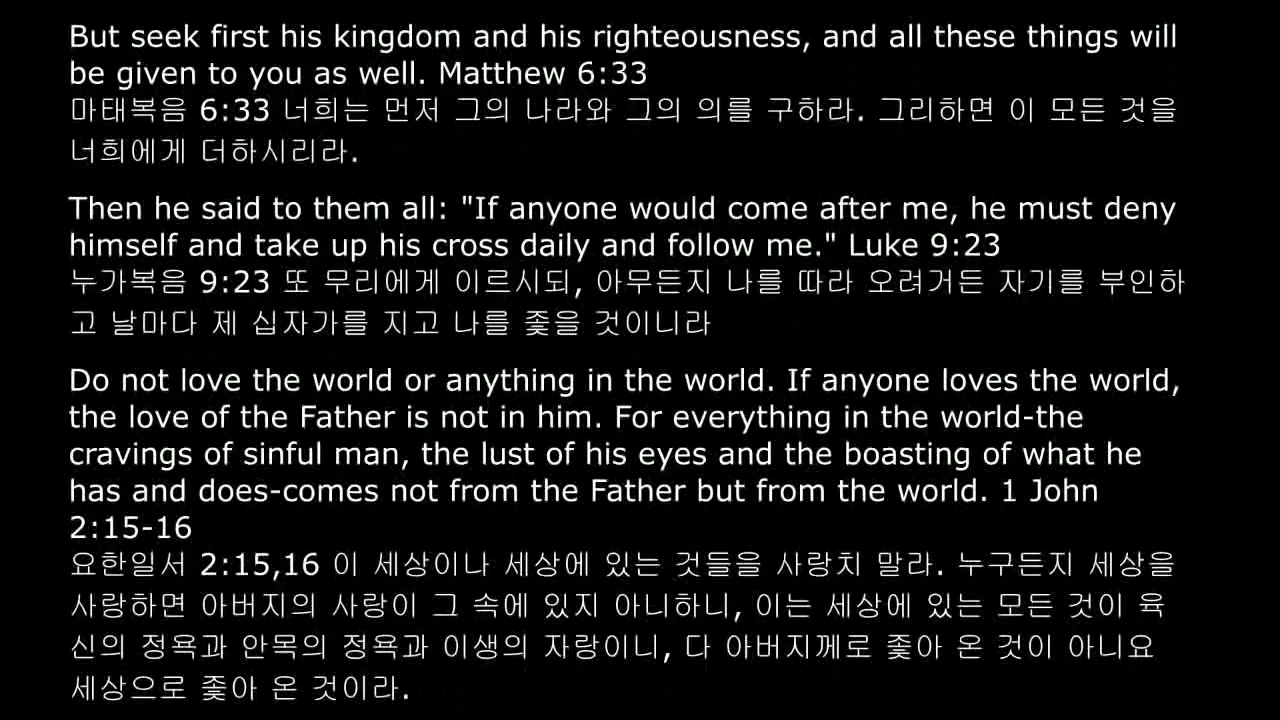 But seek first his kingdom and his righteousness, and all these things will
be given to you as well. Matthew 6:33
마태복음 6:33 너희는 먼저 그의 나라와 그의 의를 구하라. 그리하면 이 모든 것을
너희에게 더하시리라.
Then he said to them all: "If anyone would come after me, he must deny
himself and take up his cross daily and follow me." Luke 9:23
누가복음 9:23 또 무리에게 이르시되, 아무든지 나를 따라 오려거든 자기를 부인하
고 날마다 제 십자가를 지고 나를 좇을 것이니라
Do not love the world or anything in the world. If anyone loves the world,
the love of the Father is not in him. For everything in the world-the
cravings of sinful man, the lust of his eyes and the boasting of what he
has and does-comes not from the Father but from the world. 1 John
2:15-16
요한일서 2:15,16 이 세상이나 세상에 있는 것들을 사랑치 말라. 누구든지 세상을
사랑하면 아버지의 사랑이 그 속에 있지 아니하니, 이는 세상에 있는 모든 것이 육
신의 정욕과 안목의 정욕과 이생의 자랑이니, 다 아버지께로 좇아 온 것이 아니요
세상으로 좇아 온 것이라.